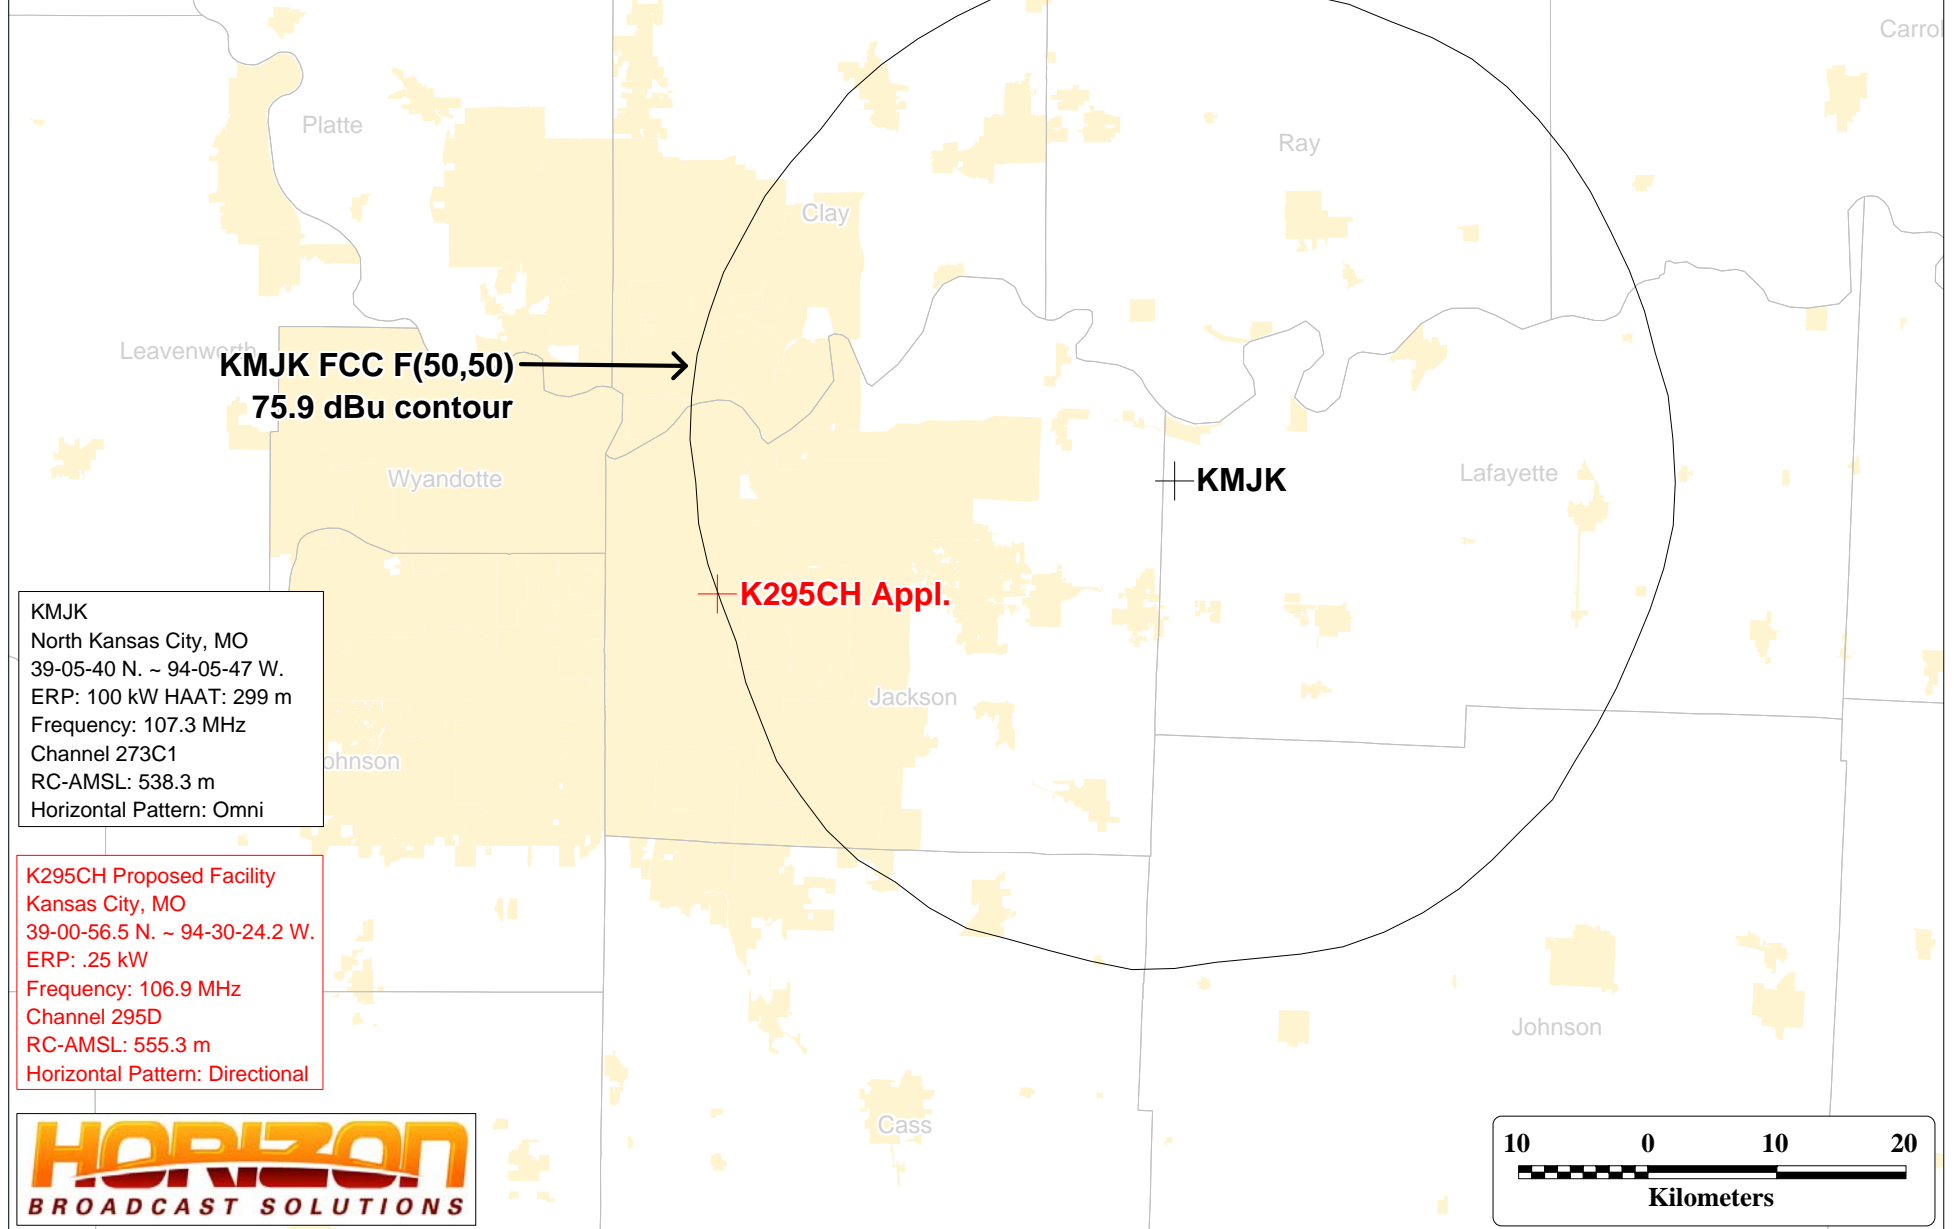 Carrol
Platte
Ray
Clay
Leavenworth
KMJK FCC F(50,50)
75.9 dBu contour
Wyandotte
KMJK
Lafayette
K295CH Appl.
KMJK
North Kansas City, MO
39-05-40 N. ~ 94-05-47 W.
ERP: 100 kW HAAT: 299 m
Frequency: 107.3 MHz
Channel 273C1
RC-AMSL: 538.3 m
Horizontal Pattern: Omni
Jackson
ohnson
K295CH Proposed Facility
Kansas City, MO
39-00-56.5 N. ~ 94-30-24.2 W.
ERP: .25 kW
Frequency: 106.9 MHz
Channel 295D
RC-AMSL: 555.3 m
Horizontal Pattern: Directional
Johnson
Cass
HORIZON
BROADCAST SOLUTIONS
10 0 10 20
Kilometers